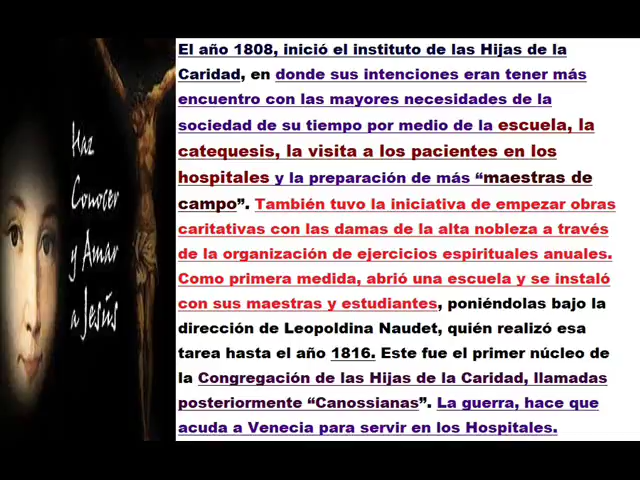 Haz
Conocer
y Amar
a Jesús
El año 1808, inició el instituto de las Hijas de la
Caridad, en donde sus intenciones eran tener más
encuentro con las mayores necesidades de la
sociedad de su tiempo por medio de la escuela, la
catequesis, la visita a los pacientes en los
hospitales y la preparación de más “maestras de
campo”. También tuvo la iniciativa de empezar obras
caritativas con las damas de la alta nobleza a través
de la organización de ejercicios espirituales anuales.
Como primera medida, abrió una escuela y se instaló
con sus maestras y estudiantes, poniéndolas bajo la
dirección de Leopoldina Naudet, quién realizó esa
tarea hasta el año 1816. Este fue el primer núcleo de
la Congregación de las Hijas de la Caridad, llamadas
posteriormente “Canossianas”. La guerra, hace que
acuda a Venecia para servir en los Hospitales.